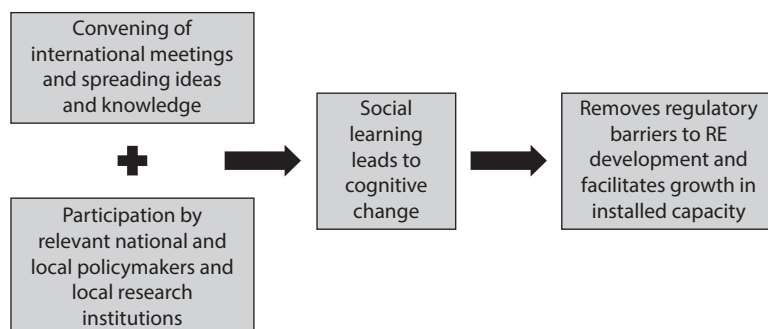 Convening of
international meetings
and spreading ideas
and knowledge
Participation by
relevant national and
local policymakers and
local research
institutions
Social
learning
leads to
cognitive
change
Removes regulatory
barriers to RE
development and
facilitates growth in
installed capacity